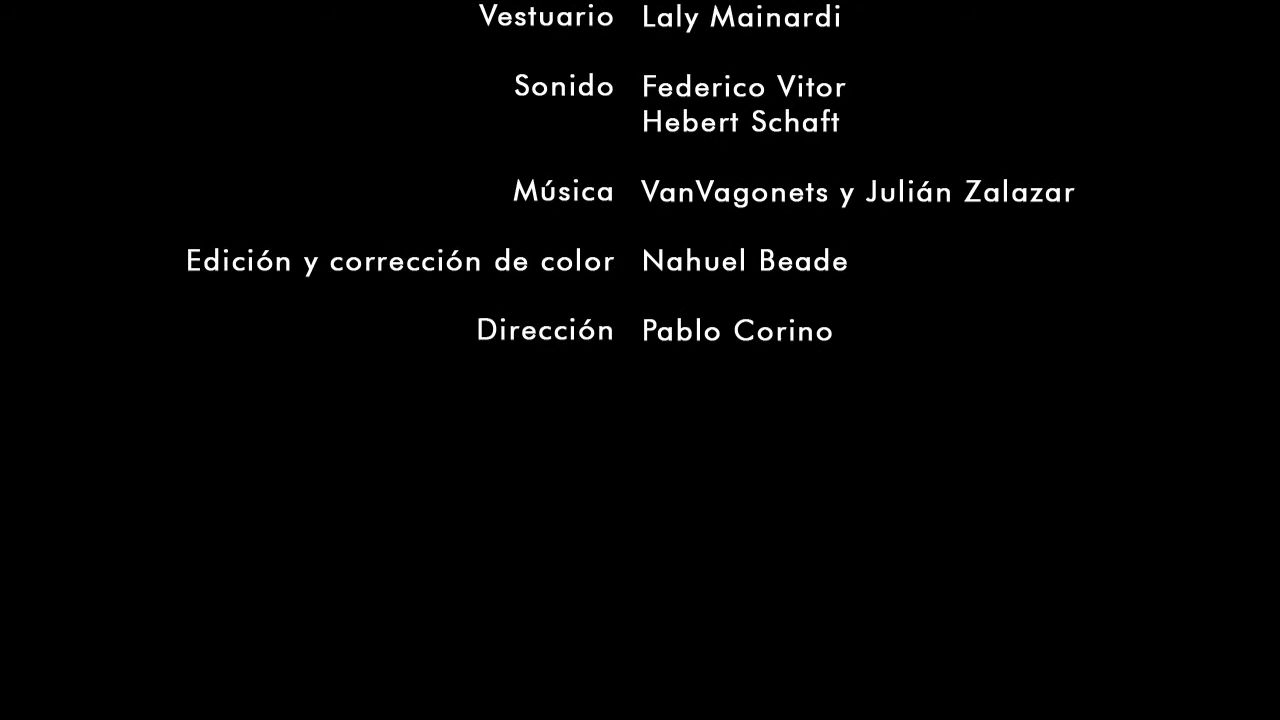 Vestuario Laly Mainardi
Sonido Federico Vitor
Hebert Schaft
Música VanVagonets y Julián Zalazar
Edición y corrección de color Nahuel Beade
Dirección Pablo Corino